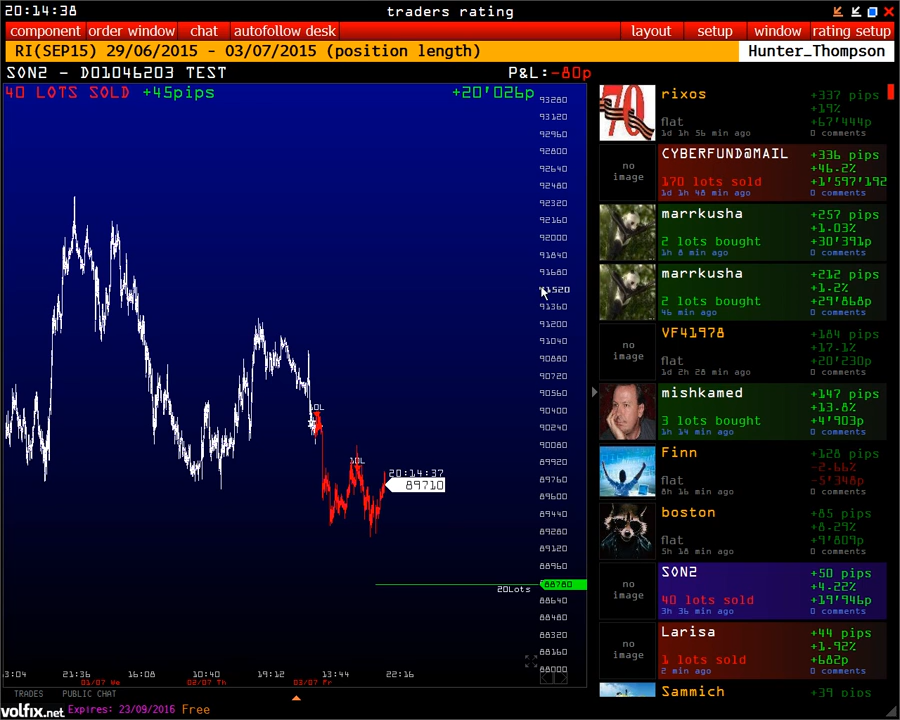 20:14:38 traders rating
component order window chat autofollow desk layout setup window rating setup
RI(SEP15) 29/06/2015 - 03/07/2015 (position length) Hunter_Thompson
SON2 - D01046203 TEST P&L:-80p
40 LOTS SOLD +45pips +20'026p
93280
93120
92960
92800
92640
92480
92320
92160
92000
91840
91680
91520
91360
91200
91040
90880
90720
90560
90400
90240
90080
89920
89760
89600
89440
89280
89120
88960
88780
88640
88480
88320
88160
88000
10L
20:14:37
89710
20Lots
21:36 16:08 10:40 19:12 13:44 22:16
01/07 We 02/07 Th 03/07 Fr
rixos +337 pips
+19%
flat +67'444p
1d 1h 56 min ago 0 comments
no image
CYBERFUND@MAIL +336 pips
+46.2%
170 lots sold +1'597'192
1d 1h 48 min ago 0 comments
marrkusha +257 pips
+1.03%
2 lots bought +30'391p
1h 8 min ago 0 comments
marrkusha +212 pips
+1.2%
2 lots bought +29'868p
46 min ago 0 comments
no image
VF41978 +184 pips
+17.1%
flat +20'230p
1d 2h 28 min ago 0 comments
mishkamed +147 pips
+13.8%
3 lots bought +4'903p
1h 14 min ago 0 comments
Finn +128 pips
-2.66%
flat -5'348p
8h 16 min ago 0 comments
boston +85 pips
+8.29%
flat +9'809p
5h 18 min ago 0 comments
no image
SON2 +50 pips
+4.22%
40 lots sold +19'946p
3h 36 min ago 0 comments
no image
Larisa +44 pips
+1.92%
1 lots sold +682p
2 min ago 0 comments
Sammich +39 pips
TRADES PUBLIC CHAT
volfix.net Expires: 23/09/2016 Free